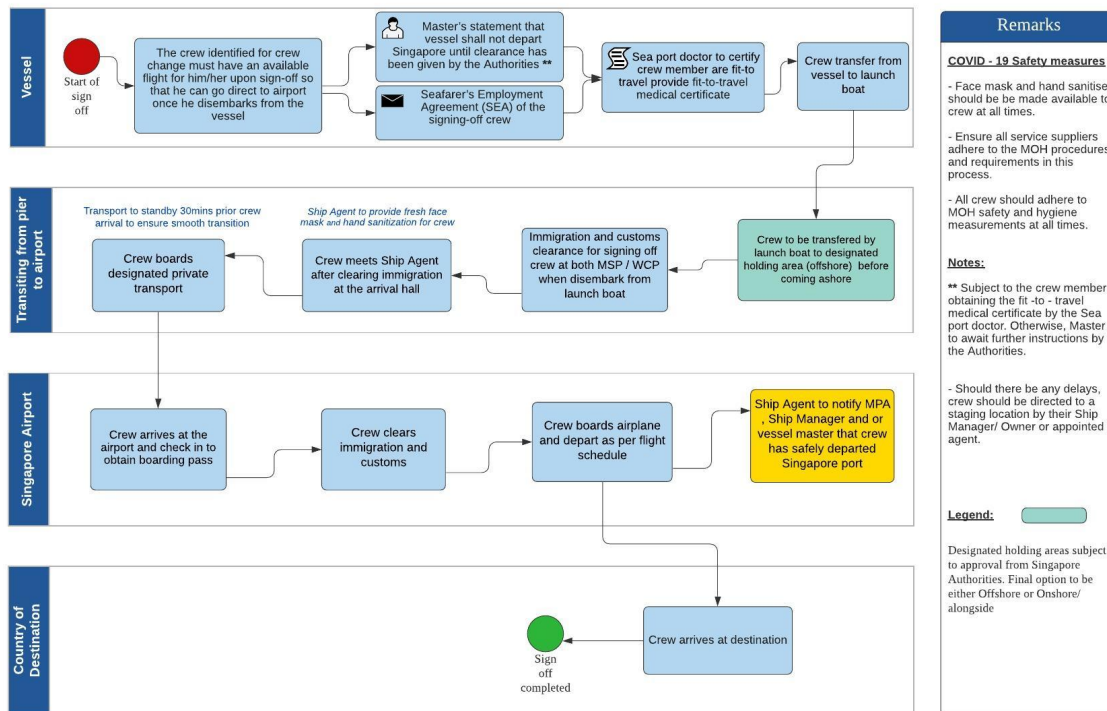 Vessel
Start of
sign
off
The crew identified for crew
change must have an available
flight for him/her upon sign-off so
that he can go direct to airport
once he disembarks from the
vessel
Master's statement that
vessel shall not depart
Singapore until clearance has
been given by the Authorities **
Seafarer's Employment
Agreement (SEA) of the
signing-off crew
Sea port doctor to certify
crew member are fit-to
travel provide fit-to-travel
medical certificate
Crew transfer from
vessel to launch
boat
Transiting from pier
to airport
Transport to standby 30mins prior crew
arrival to ensure smooth transition
Crew boards
designated private
transport
Ship Agent to provide fresh face
mask and hand sanitization for crew
Crew meets Ship Agent
after clearing immigration
at the arrival hall
Immigration and customs
clearance for signing off
crew at both MSP / WCP
when disembark from
launch boat
Crew to be transfered by
launch boat to designated
holding area (offshore) before
coming ashore
Singapore Airport
Crew arrives at the
airport and check in to
obtain boarding pass
Crew clears
immigration and
customs
Crew boards airplane
and depart as per flight
schedule
Ship Agent to notify MPA
, Ship Manager and or
vessel master that crew
has safely departed
Singapore port
Country of
Destination
Sign
off
completed
Crew arrives at destination
Remarks
COVID - 19 Safety measures
- Face mask and hand sanitise
should be be made available to
crew at all times.
- Ensure all service suppliers
adhere to the MOH procedures
and requirements in this
process.
- All crew should adhere to
MOH safety and hygiene
measurements at all times.
Notes:
** Subject to the crew member
obtaining the fit -to - travel
medical certificate by the Sea
port doctor. Otherwise, Master
to await further instructions by
the Authorities.
- Should there be any delays,
crew should be directed to a
staging location by their Ship
Manager/ Owner or appointed
agent.
Legend:
Designated holding areas subject
to approval from Singapore
Authorities. Final option to be
either Offshore or Onshore/
alongside